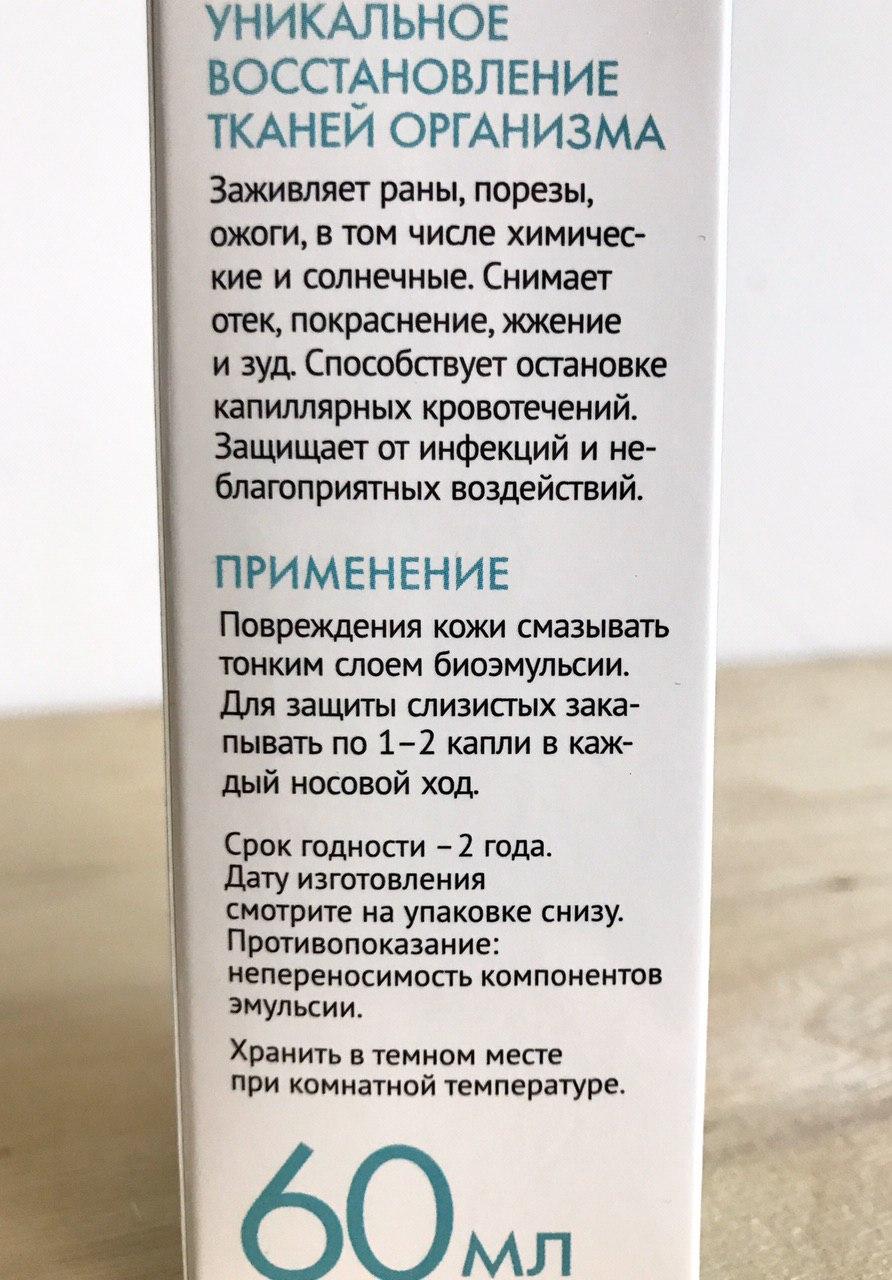 УНИКАЛЬНОЕ
ВОССТАНОВЛЕНИЕ
ТКАНЕЙ ОРГАНИЗМА
Заживляет раны, порезы,
ожоги, в том числе химичес-
кие и солнечные. Снимает
отек, покраснение, жжение
и зуд. Способствует остановке
капиллярных кровотечений.
Защищает от инфекций и не-
благоприятных воздействий.
ПРИМЕНЕНИЕ
Повреждения кожи смазывать
тонким слоем биоэмульсии.
Для защиты слизистых зака-
пывать по 1–2 капли в каж-
дый носовой ход.
Срок годности – 2 года.
Дату изготовления
смотрите на упаковке снизу.
Противопоказание:
непереносимость компонентов
эмульсии.
Хранить в темном месте
при комнатной температуре.
60 мл